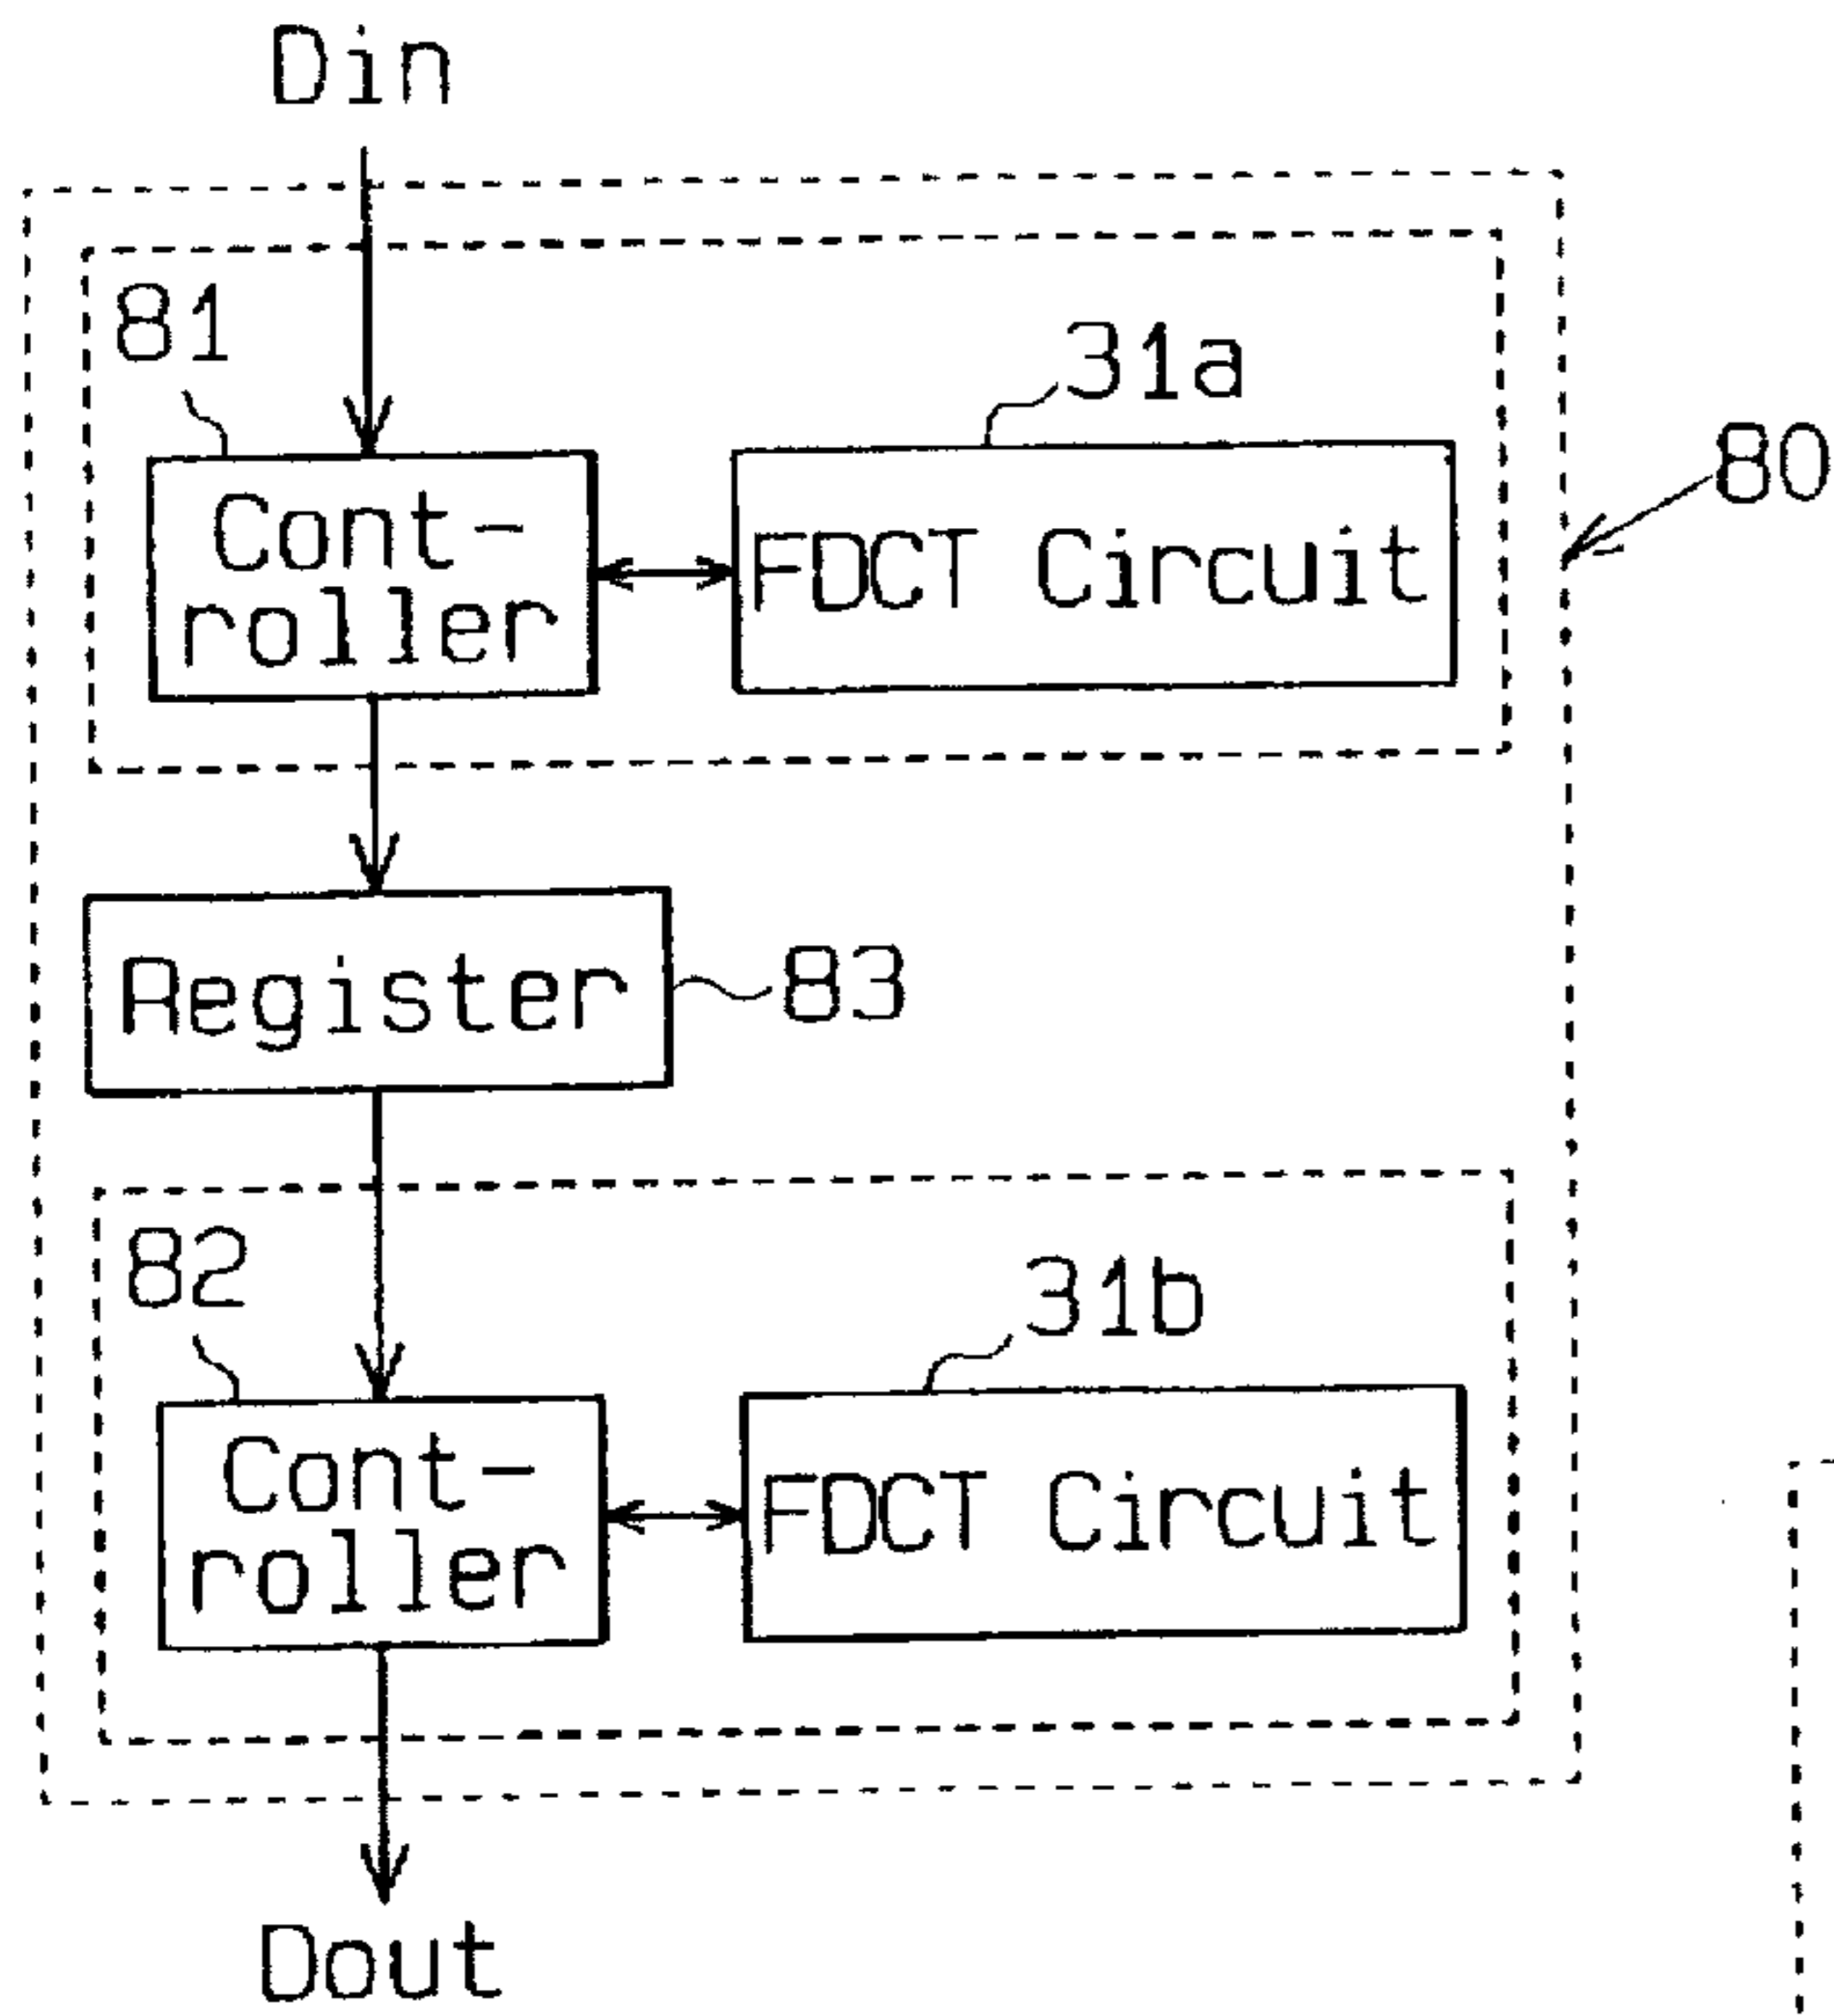 Din
81
31a
80
Cont-
roller
FDCT Circuit
Register
83
82
31b
Cont-
roller
FDCT Circuit
Dout